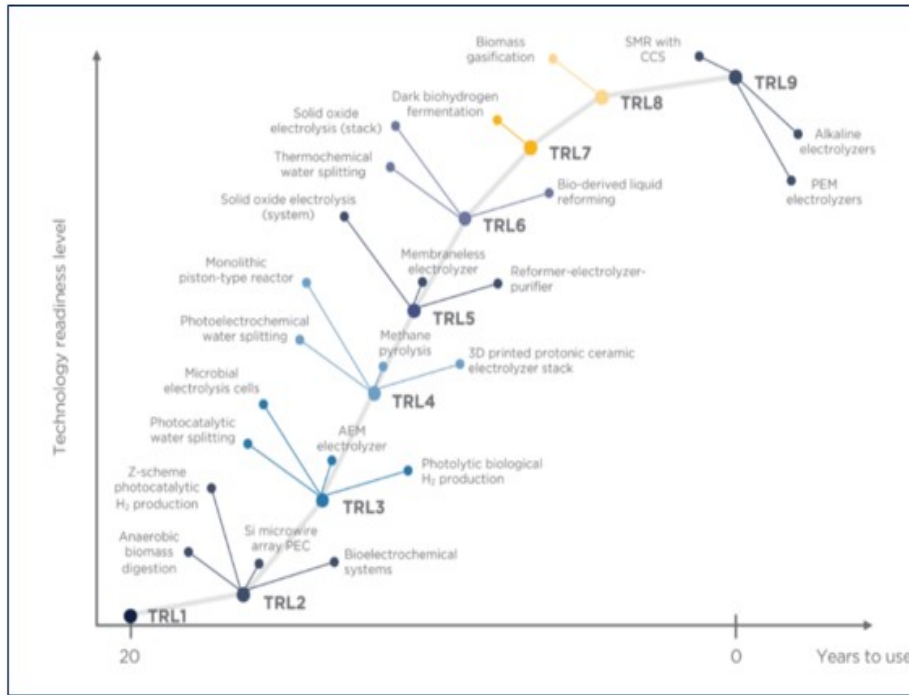 Biomass
gasification
SMR with
CCS
TRL9
TRL8
Dark biohydrogen
fermentation
Solid oxide
electrolysis (stack)
Alkaline
electrolyzers
TRL7
Thermochemical
water splitting
PEM
electrolyzers
Bio-derived liquid
reforming
Solid oxide electrolysis
(system)
TRL6
Membraneless
electrolyzer
Monolithic
piston-type reactor
Reformer-electrolyzer-
purifier
TRL5
Photoelectrochemical
water splitting
Methane
pyrolysis
3D printed protonic ceramic
electrolyzer stack
Microbial
electrolysis cells
TRL4
Photocatalytic
water splitting
AEM
electrolyzer
Photolytic biological
H₂ production
Z-scheme
photocatalytic
H₂ production
TRL3
Anaerobic
biomass
digestion
Si microwire
array PEC
Bioelectrochemical
systems
TRL2
TRL1
Technology readiness level
20
0
Years to use